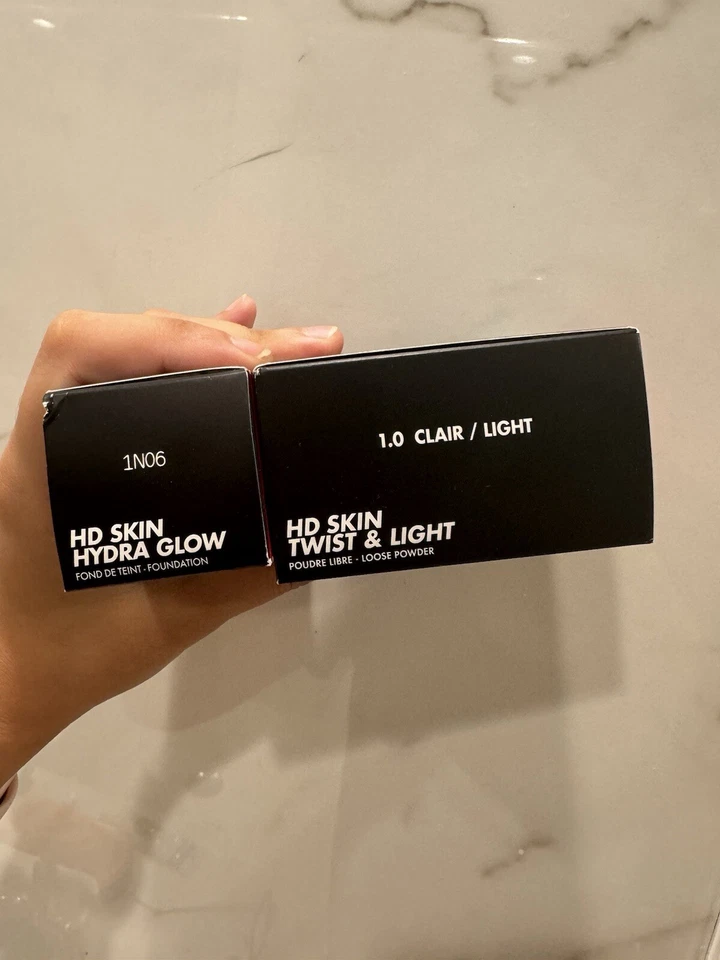 1N06
HD SKIN
HYDRA GLOW
FOND DE TEINT · FOUNDATION
1.0 CLAIR / LIGHT
HD SKIN
TWIST & LIGHT
POUDRE LIBRE · LOOSE POWDER